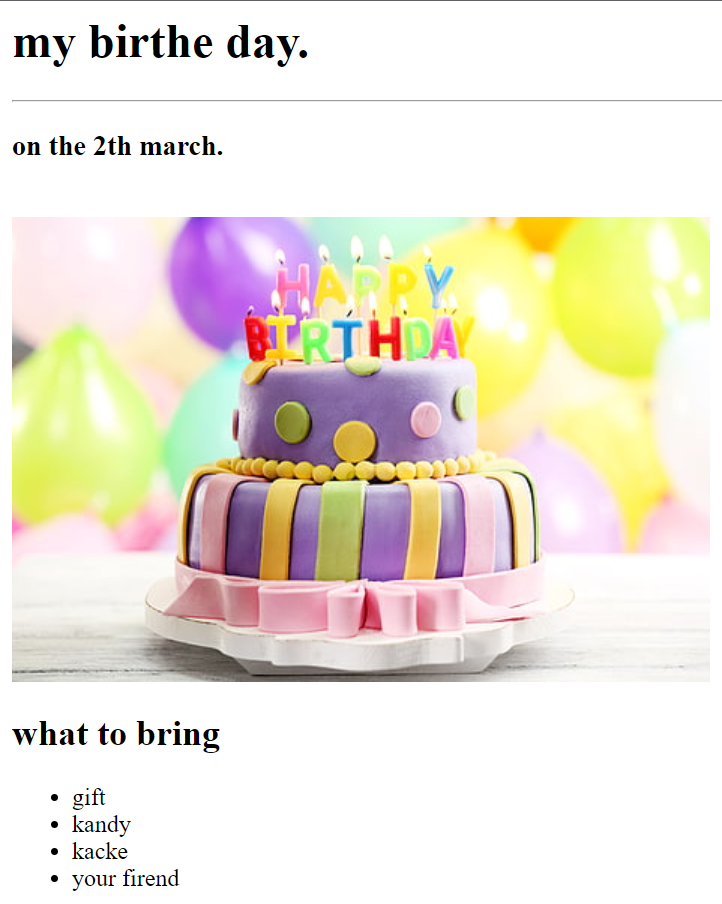 my birthe day.
on the 2th march.
HAPPY
BIRTHDAY
what to bring
gift
kandy
kacke
your firend